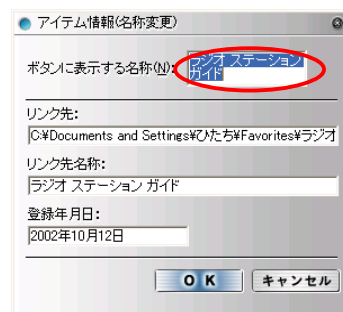 アイテム情報(名称変更)
ボタンに表示する名称(N):
ラジオ ステーション
ガイド
リンク先:
C:¥Documents and Settings¥ひたち¥Favorites¥ラジオ
リンク先名称:
ラジオ ステーション ガイド
登録年月日:
2002年10月12日
OK
キャンセル